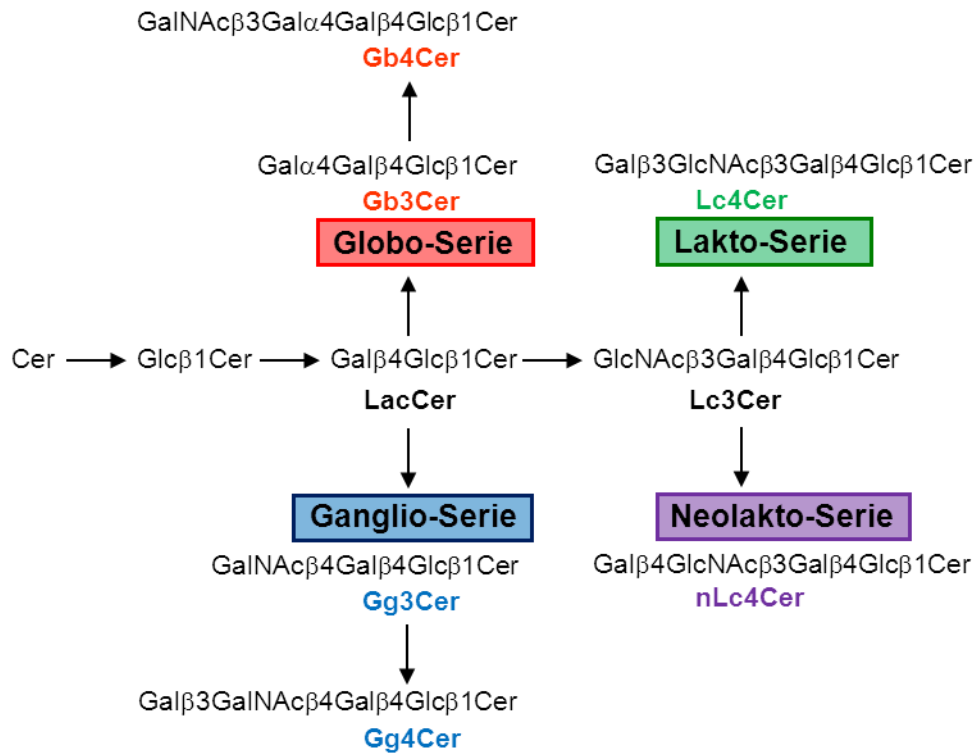 GalNAcβ3Galα4Galβ4Glcβ1Cer
Gb4Cer
Galα4Galβ4Glcβ1Cer
Gb3Cer
Globo-Serie
Galβ3GlcNAcβ3Galβ4Glcβ1Cer
Lc4Cer
Lakto-Serie
Cer
Glcβ1Cer
Galβ4Glcβ1Cer
LacCer
GlcNAcβ3Galβ4Glcβ1Cer
Lc3Cer
Ganglio-Serie
GalNAcβ4Galβ4Glcβ1Cer
Gg3Cer
Neolakto-Serie
Galβ4GlcNAcβ3Galβ4Glcβ1Cer
nLc4Cer
Galβ3GalNAcβ4Galβ4Glcβ1Cer
Gg4Cer